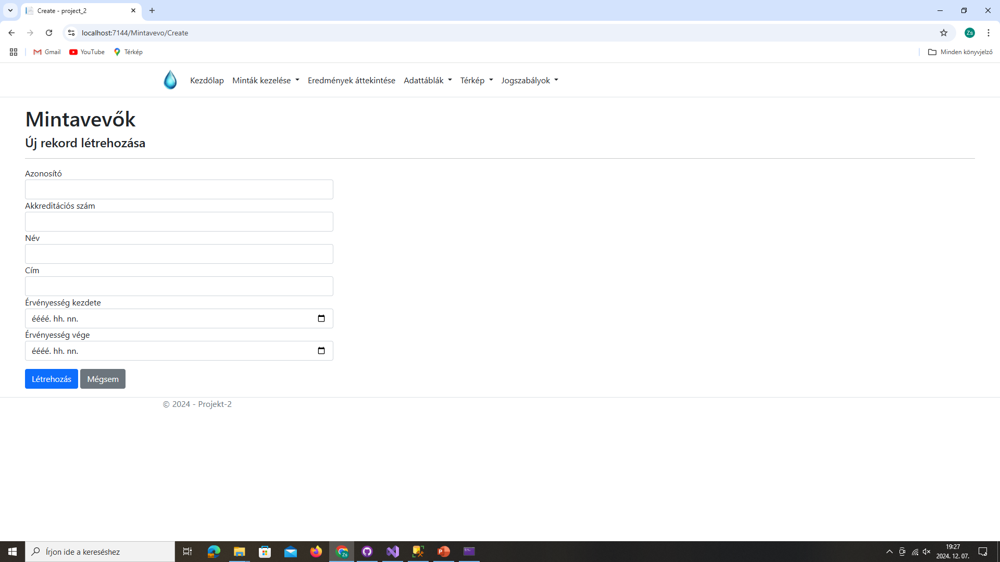 Create - project_2
localhost:7144/Mintavevo/Create
Zs
Gmail
YouTube
Térkép
Minden könyvjelző
Kezdőlap
Minták kezelése
Eredmények áttekintése
Adattáblák
Térkép
Jogszabályok
Mintavevők
Új rekord létrehozása
Azonosító
Akkreditációs szám
Név
Cím
Érvényesség kezdete
éééé. hh. nn.
Érvényesség vége
éééé. hh. nn.
Létrehozás
Mégsem
© 2024 - Projekt-2
Írjon ide a kereséshez
Zs
P
19:27
2024. 12. 07.